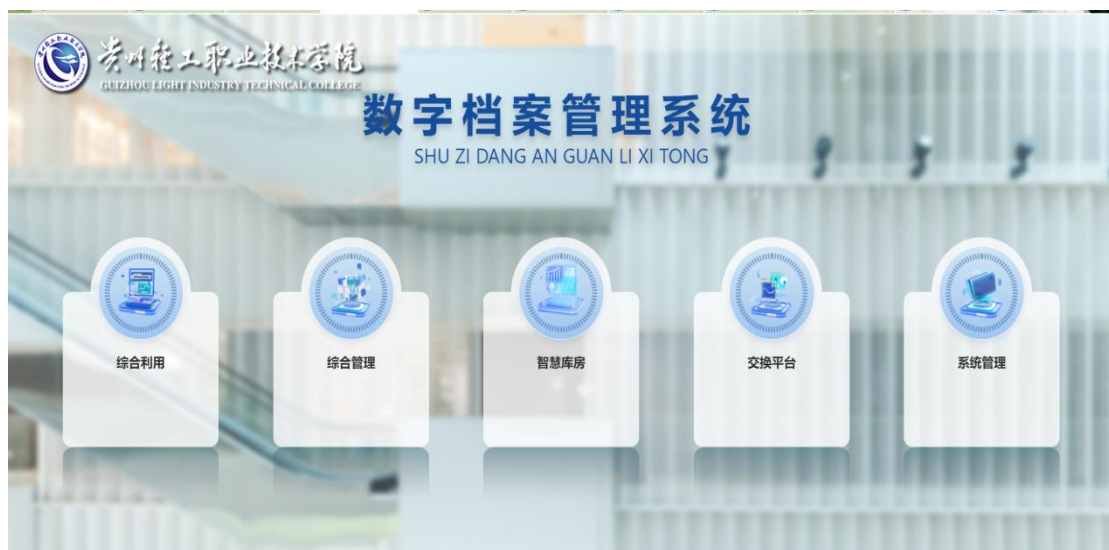 贵州轻工职业技术学院
GUIZHOU LIGHT INDUSTRY TECHNICAL COLLEGE
数字档案管理系统
SHU ZI DANG AN GUAN LI XI TONG
综合利用
综合管理
智慧库房
交换平台
系统管理